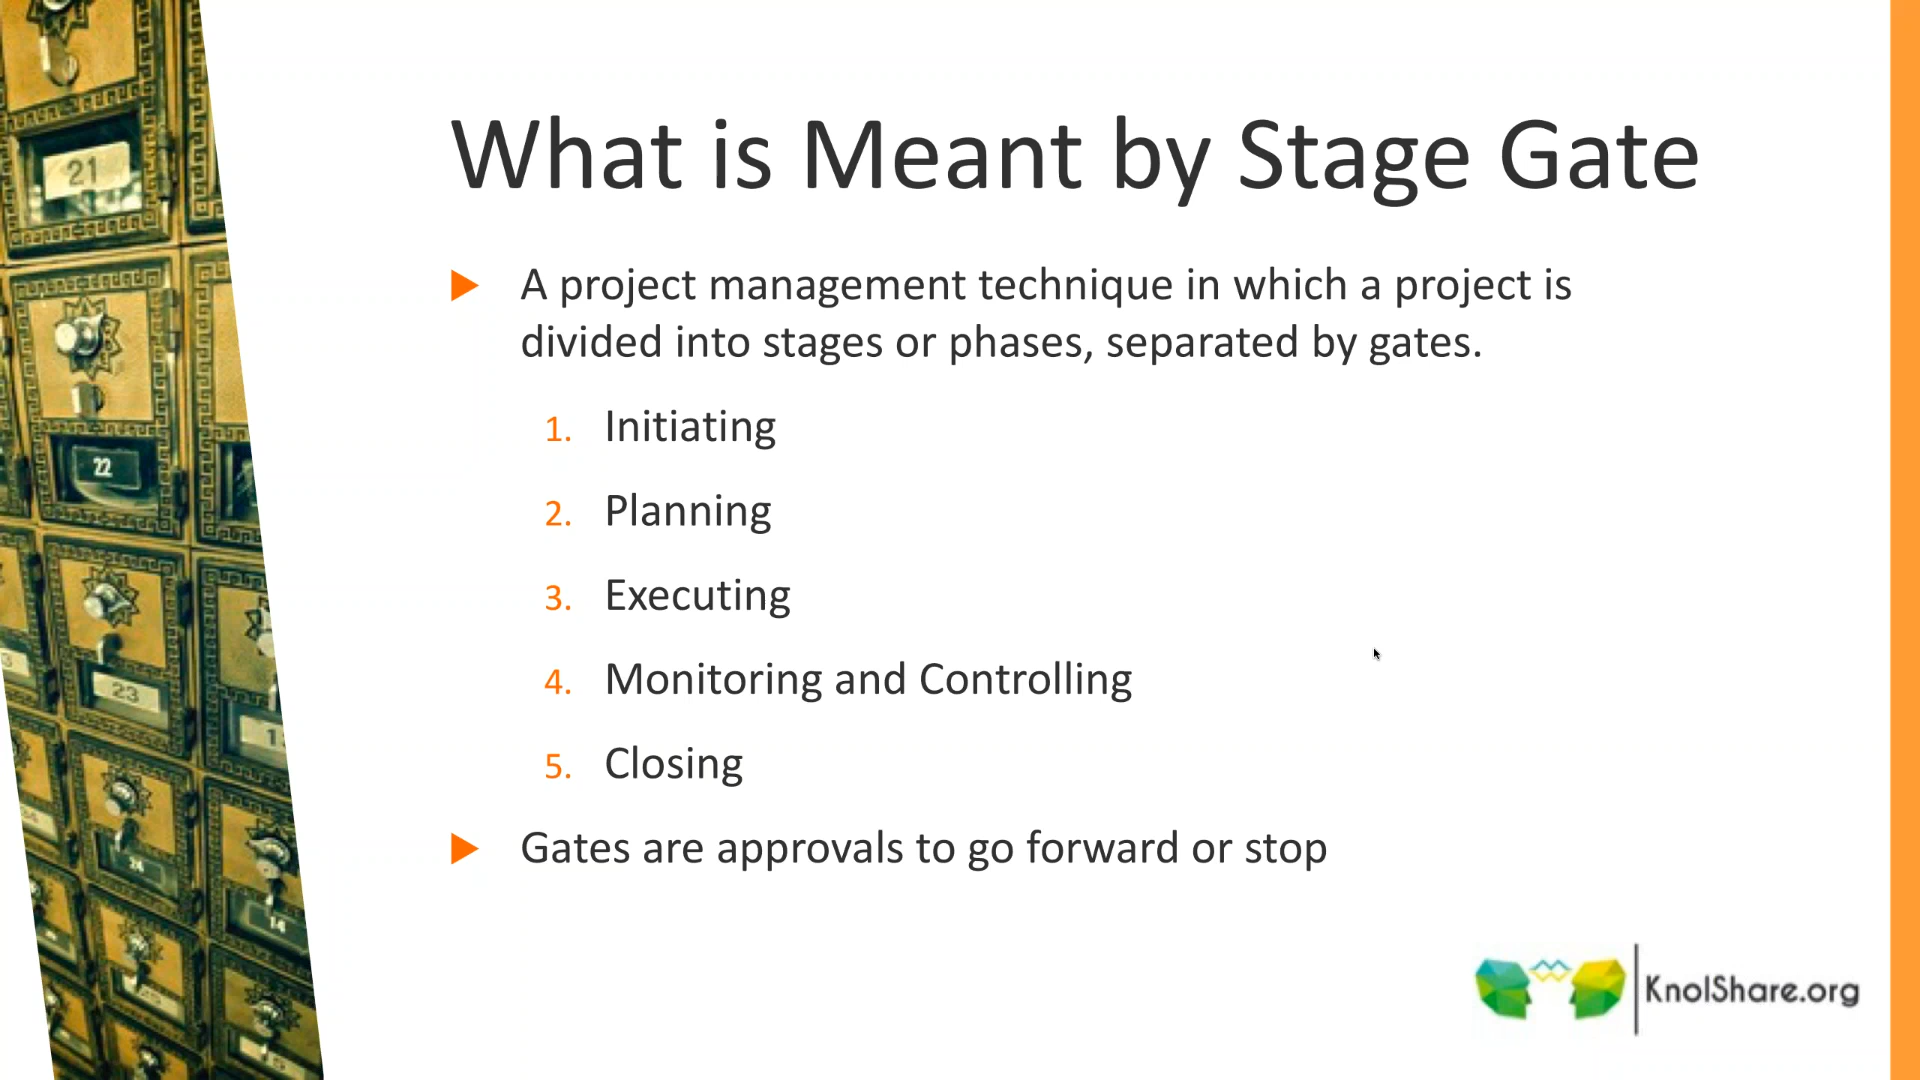 What is Meant by Stage Gate
A project management technique in which a project is
divided into stages or phases, separated by gates.
1. Initiating
2. Planning
3. Executing
4. Monitoring and Controlling
5. Closing
Gates are approvals to go forward or stop
KnolShare.org
21
22
23
24
14